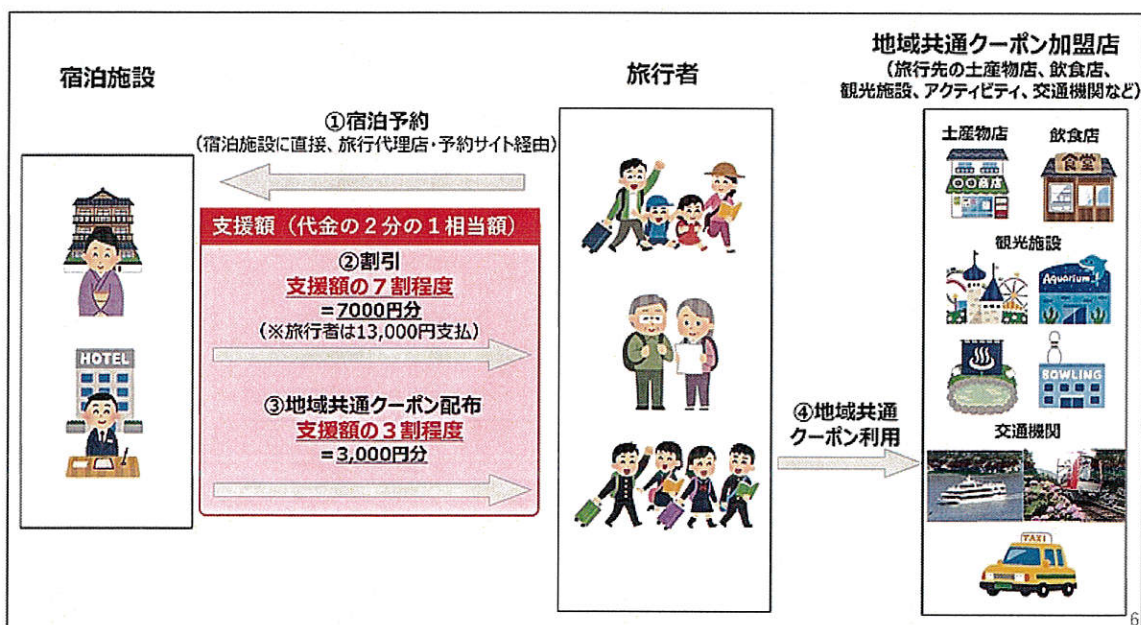 宿泊施設
旅行者
地域共通クーポン加盟店
(旅行先の土産物店、飲食店、
観光施設、アクティビティ、交通機関など)
①宿泊予約
(宿泊施設に直接、旅行代理店・予約サイト経由)
支援額(代金の2分の1相当額)
②割引
支援額の7割程度
=7000円分
(※旅行者は13,000円支払)
③地域共通クーポン配布
支援額の3割程度
=3,000円分
HOTEL
④地域共通
クーポン利用
土産物店
飲食店
〇〇商店
食堂
観光施設
Aquarium
BOWLING
交通機関
TAXI
6